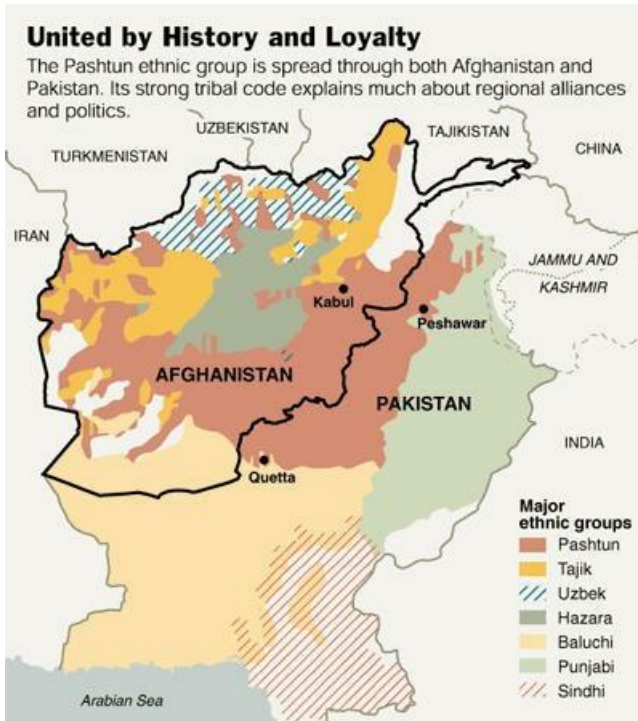 United by History and Loyalty
The Pashtun ethnic group is spread through both Afghanistan and
Pakistan. Its strong tribal code explains much about regional alliances
and politics.
UZBEKISTAN
TAJIKISTAN
CHINA
TURKMENISTAN
IRAN
JAMMU AND
KASHMIR
Kabul
Peshawar
AFGHANISTAN
PAKISTAN
INDIA
Quetta
Major
ethnic groups
Pashtun
Tajik
Uzbek
Hazara
Baluchi
Punjabi
Sindhi
Arabian Sea